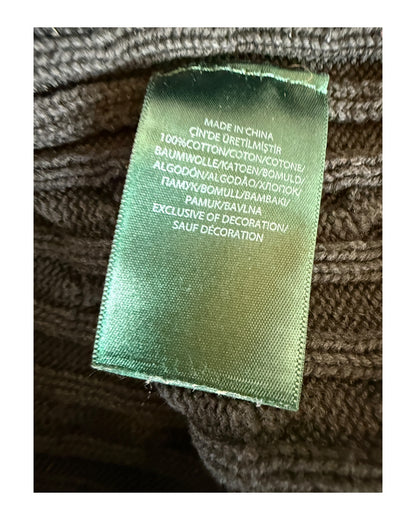 MADE IN CHINA
ÇİN'DE ÜRETİLMİŞTİR
100%COTTON/COTON/COTONE/
BAUMWOLLE/KATOEN/BOMULD/
ALGODÓN/ALGODÃO/ХЛОПОК/
ПАМУК/BOMULL/BAMBAKI/
PAMUK/BAVLNA
EXCLUSIVE OF DECORATION/
SAUF DÉCORATION